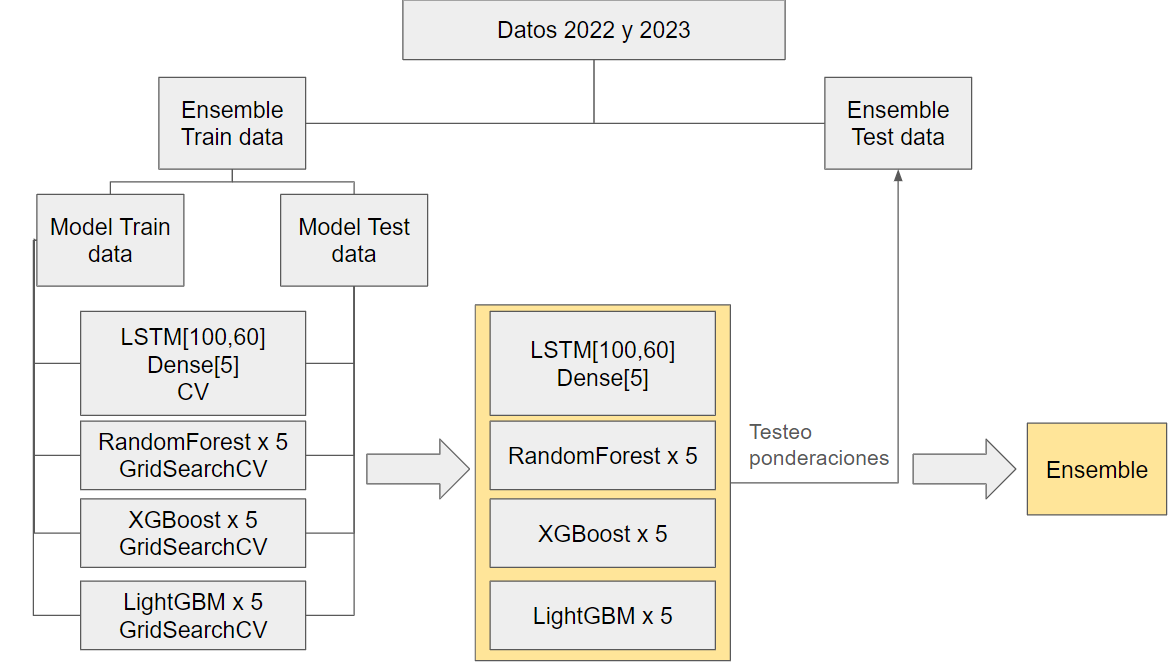 Datos 2022 y 2023
Ensemble
Train data
Ensemble
Test data
Model Train
data
Model Test
data
LSTM[100,60]
Dense[5]
CV
RandomForest x 5
GridSearchCV
XGBoost x 5
GridSearchCV
LightGBM x 5
GridSearchCV
LSTM[100,60]
Dense[5]
RandomForest x 5
XGBoost x 5
LightGBM x 5
Testeo
ponderaciones
Ensemble